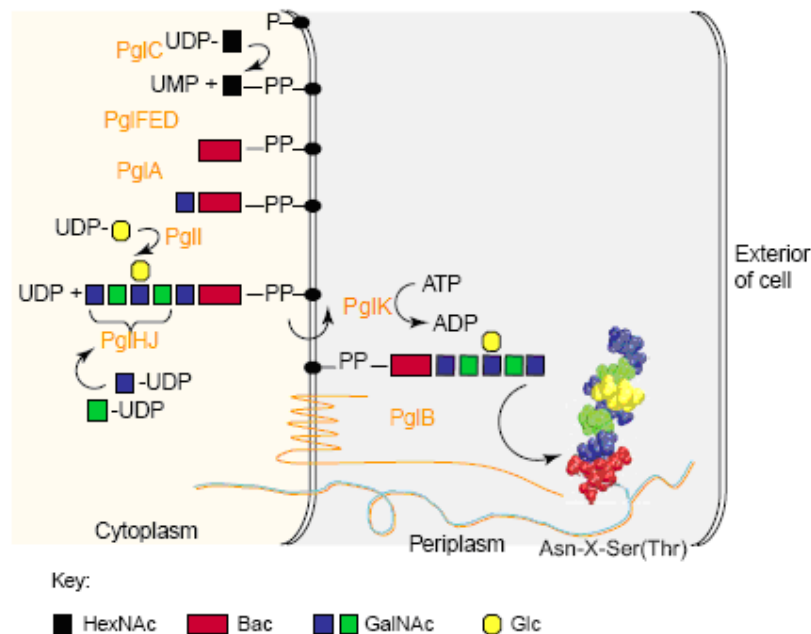 P
PglC UDP-
UMP + PP
PglFED
PP
PglA
PP
UDP- PglI
UDP + PP
PglHJ
-UDP
-UDP
PglK ATP
ADP
PP
PglB
Exterior
of cell
Cytoplasm
Periplasm
Asn-X-Ser(Thr)
Key:
HexNAc Bac GalNAc Glc